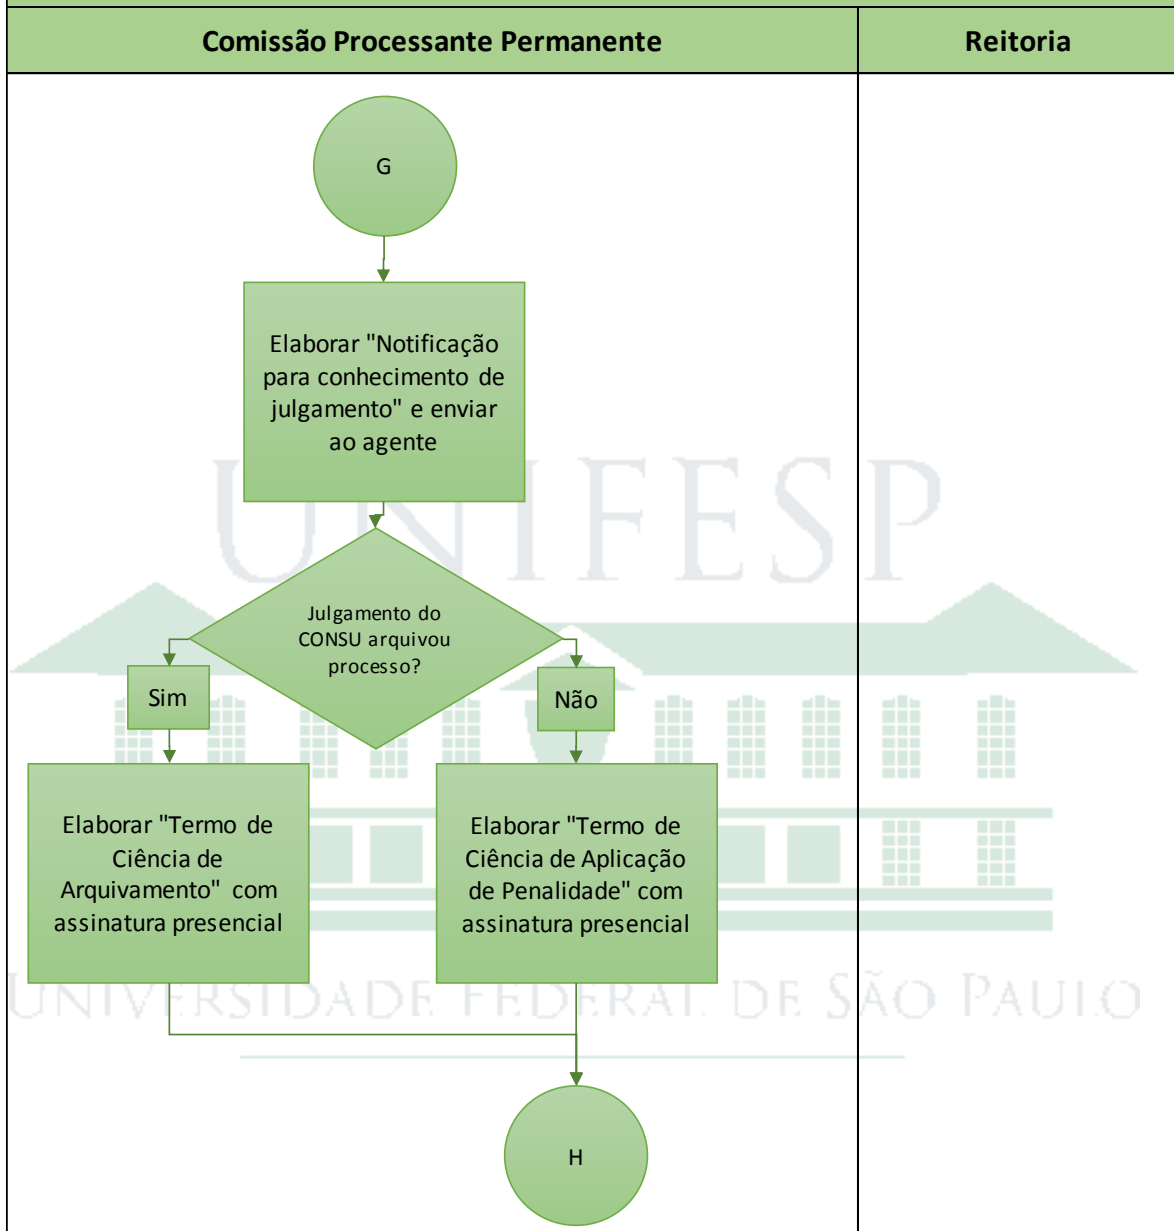 Comissão Processante Permanente
Reitoria
G
Elaborar "Notificação
para conhecimento de
julgamento" e enviar
ao agente
UNIFESP
Julgamento do
CONSU arquivou
processo?
Sim
Não
Elaborar "Termo de
Ciência de
Arquivamento" com
assinatura presencial
Elaborar "Termo de
Ciência de Aplicação
de Penalidade" com
assinatura presencial
UNIVERSIDADE FEDERAL DE SÃO PAULO
H